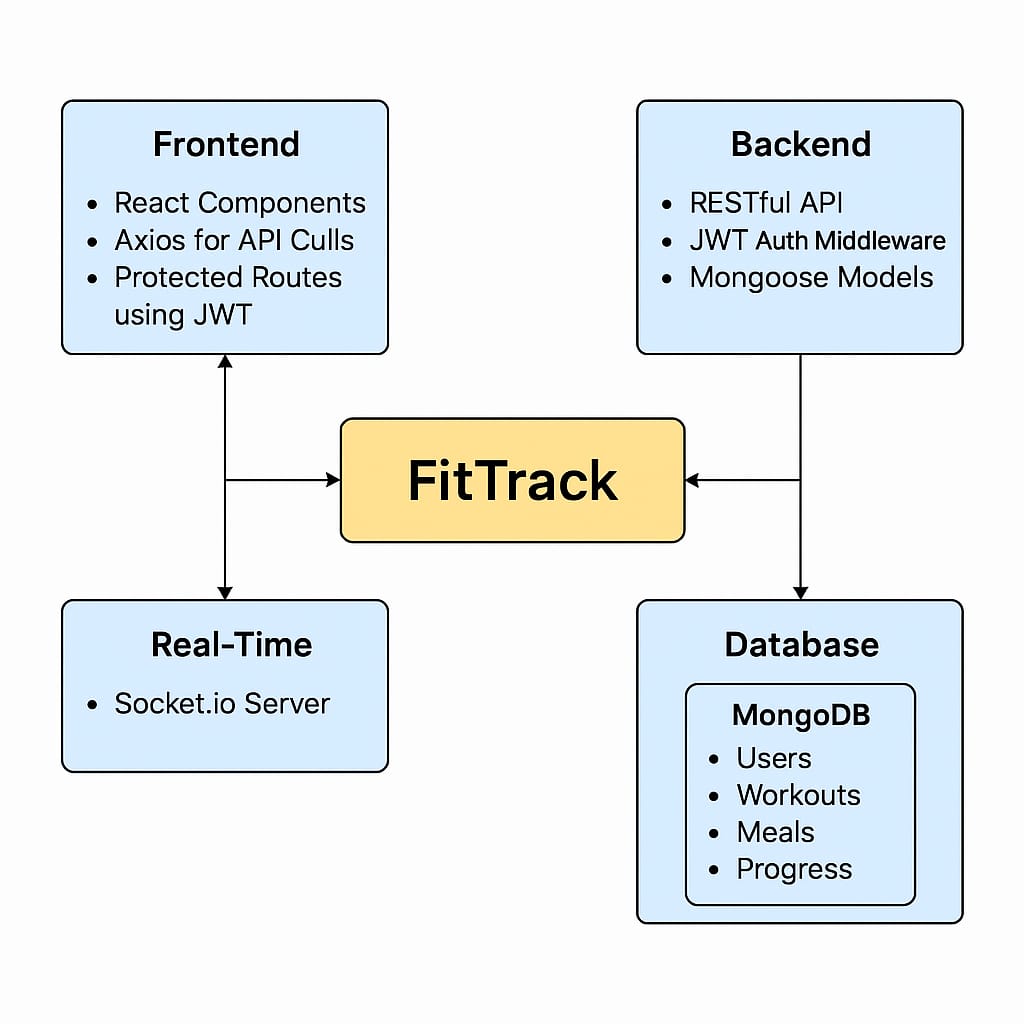 Frontend
• React Components
• Axios for API Culls
• Protected Routes
using JWT
Backend
• RESTful API
• JWT Auth Middleware
• Mongoose Models
FitTrack
Real-Time
• Socket.io Server
Database
MongoDB
• Users
• Workouts
• Meals
• Progress